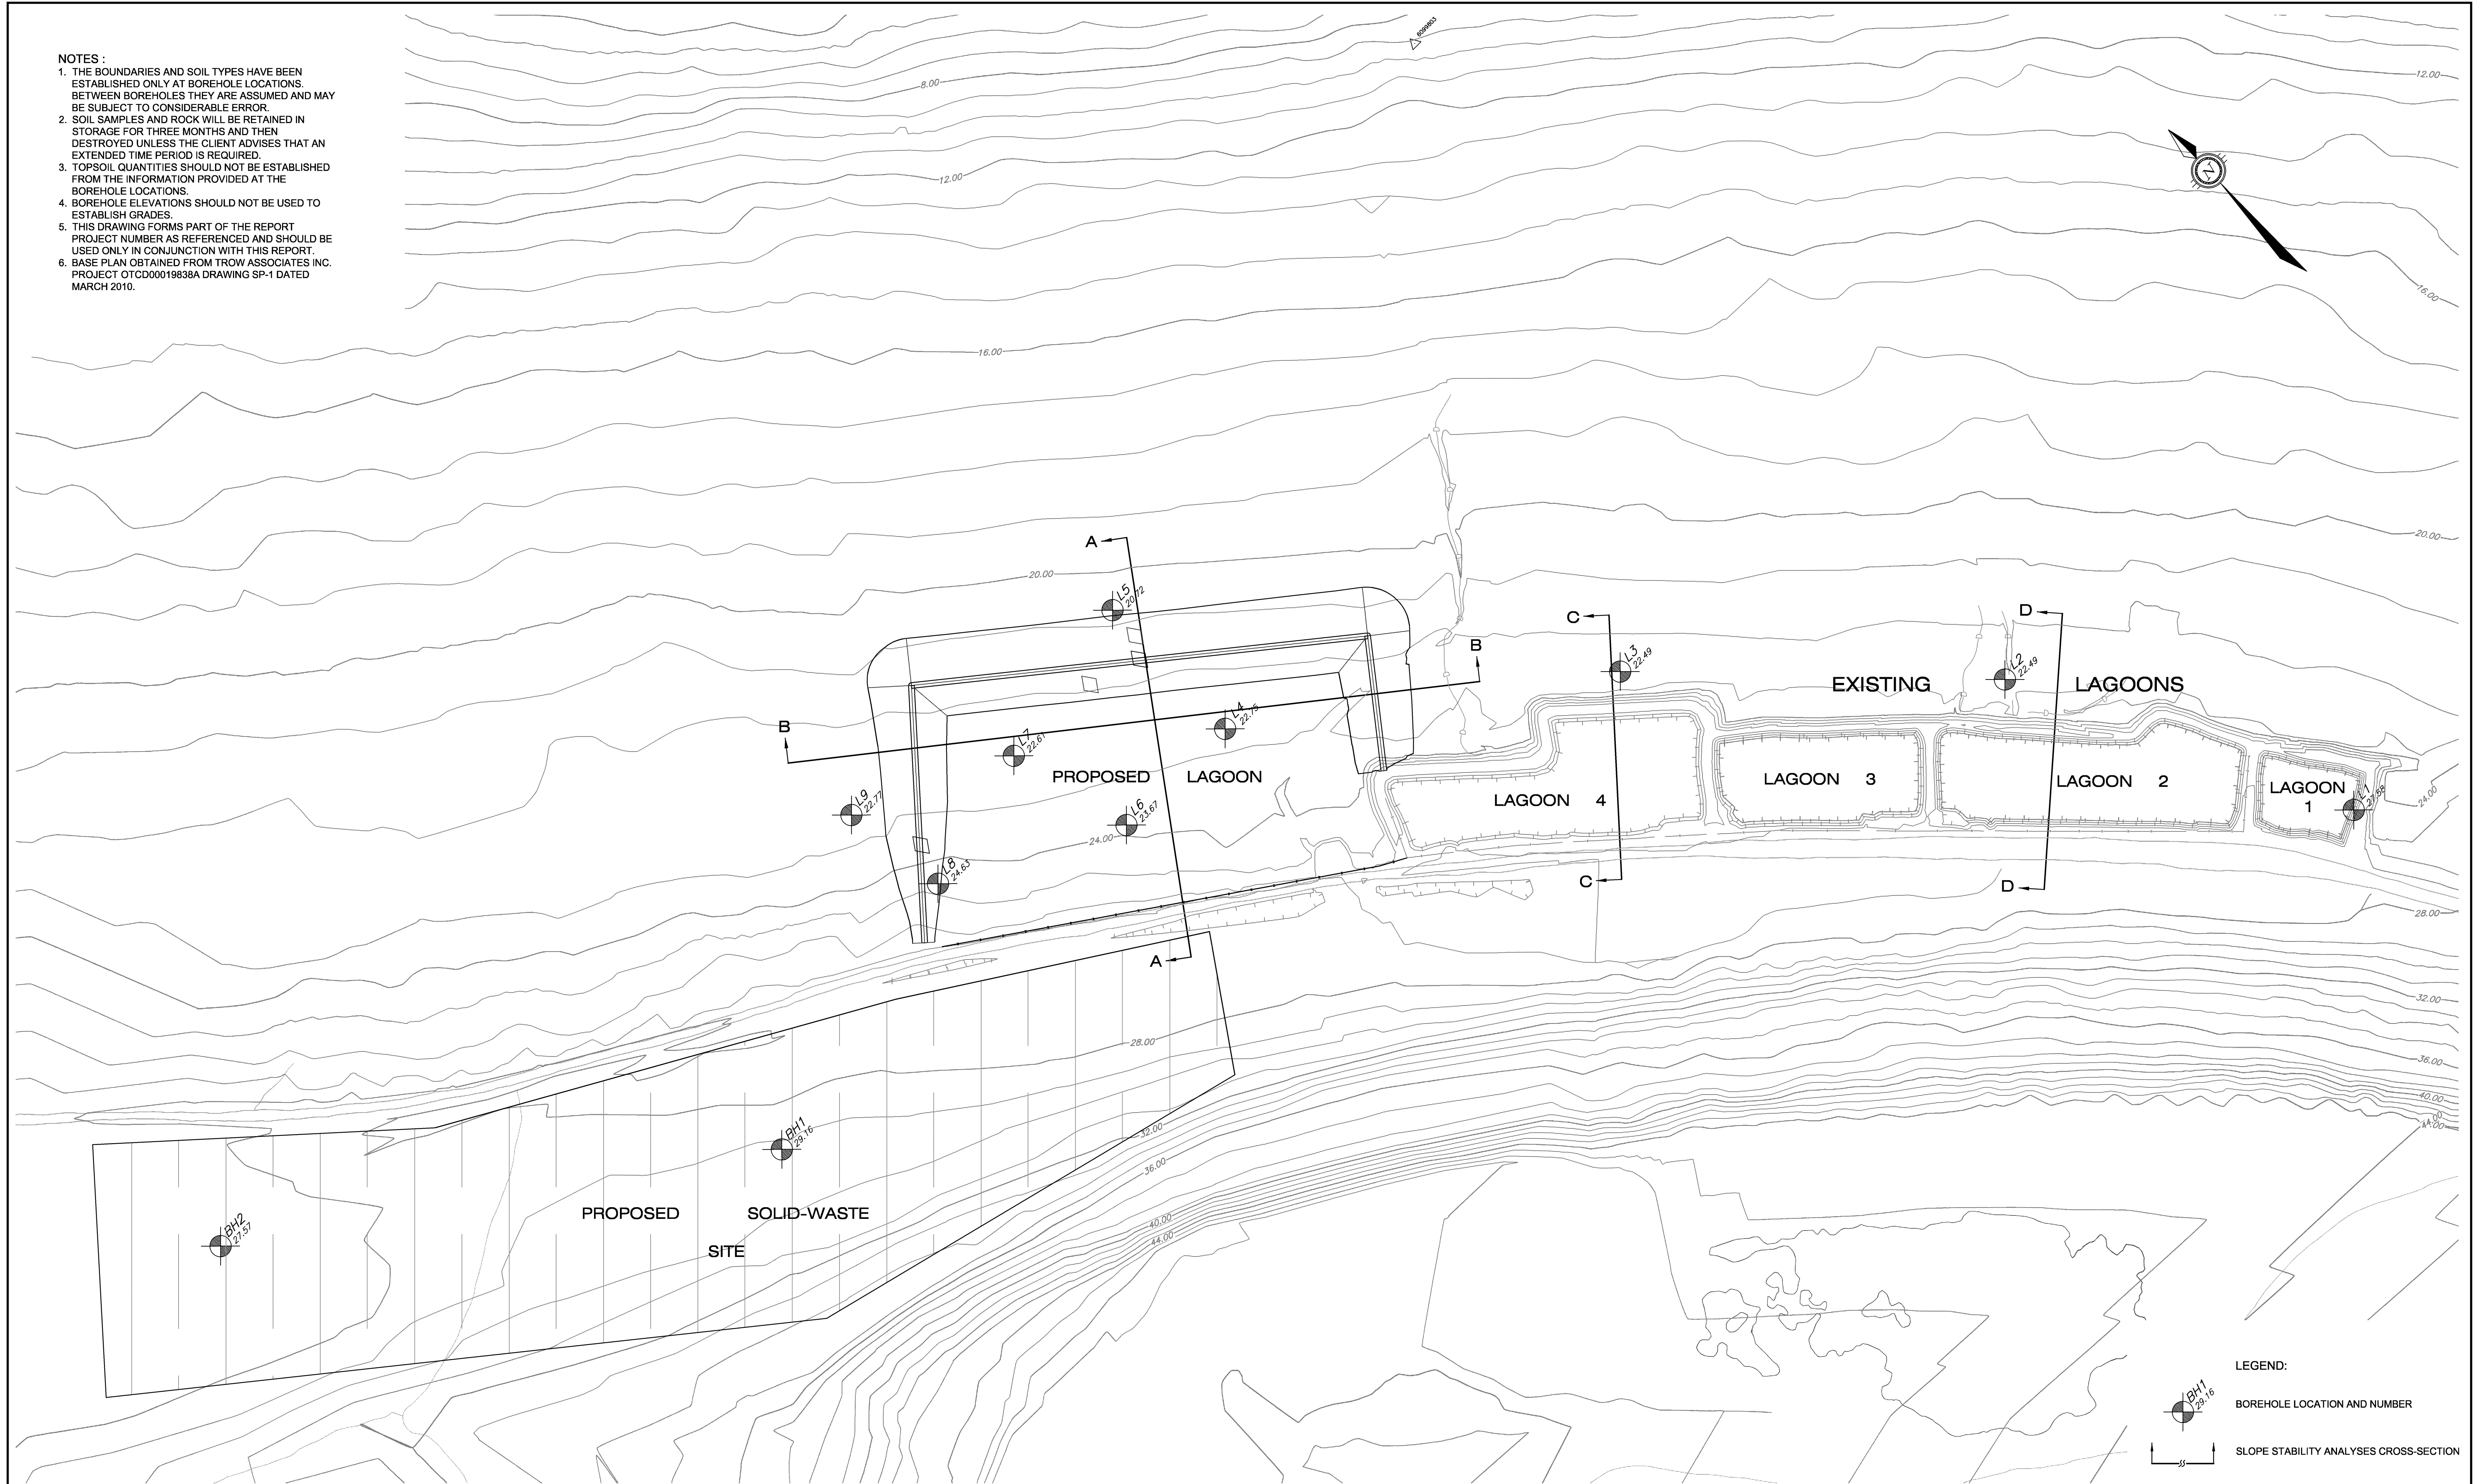 NOTES :
1. THE BOUNDARIES AND SOIL TYPES HAVE BEEN
ESTABLISHED ONLY AT BOREHOLE LOCATIONS.
BETWEEN BOREHOLES THEY ARE ASSUMED AND MAY
BE SUBJECT TO CONSIDERABLE ERROR.
2. SOIL SAMPLES AND ROCK WILL BE RETAINED IN
STORAGE FOR THREE MONTHS AND THEN
DESTROYED UNLESS THE CLIENT ADVISES THAT AN
EXTENDED TIME PERIOD IS REQUIRED.
3. TOPSOIL QUANTITIES SHOULD NOT BE ESTABLISHED
FROM THE INFORMATION PROVIDED AT THE
BOREHOLE LOCATIONS.
4. BOREHOLE ELEVATIONS SHOULD NOT BE USED TO
ESTABLISH GRADES.
5. THIS DRAWING FORMS PART OF THE REPORT
PROJECT NUMBER AS REFERENCED AND SHOULD BE
USED ONLY IN CONJUNCTION WITH THIS REPORT.
6. BASE PLAN OBTAINED FROM TROW ASSOCIATES INC.
PROJECT OTCD00019838A DRAWING SP-1 DATED
MARCH 2010.
6099803
8.00
12.00
12.00
N
16.00
16.00
20.00
20.00
A
L5
20.72
B
B
C
L3
22.49
D
L2
22.49
EXISTING LAGOONS
L4
22.75
L7
22.61
PROPOSED LAGOON
L9
22.77
L6
23.67
24.00
L8
24.63
LAGOON 4
LAGOON 3
LAGOON 2
LAGOON
1
L1
27.88
24.00
C
D
A
28.00
28.00
32.00
36.00
40.00
44.00
32.00
36.00
40.00
44.00
BH1
29.16
BH2
27.57
PROPOSED SOLID-WASTE
SITE
LEGEND:
BH1
29.16
BOREHOLE LOCATION AND NUMBER
SLOPE STABILITY ANALYSES CROSS-SECTION